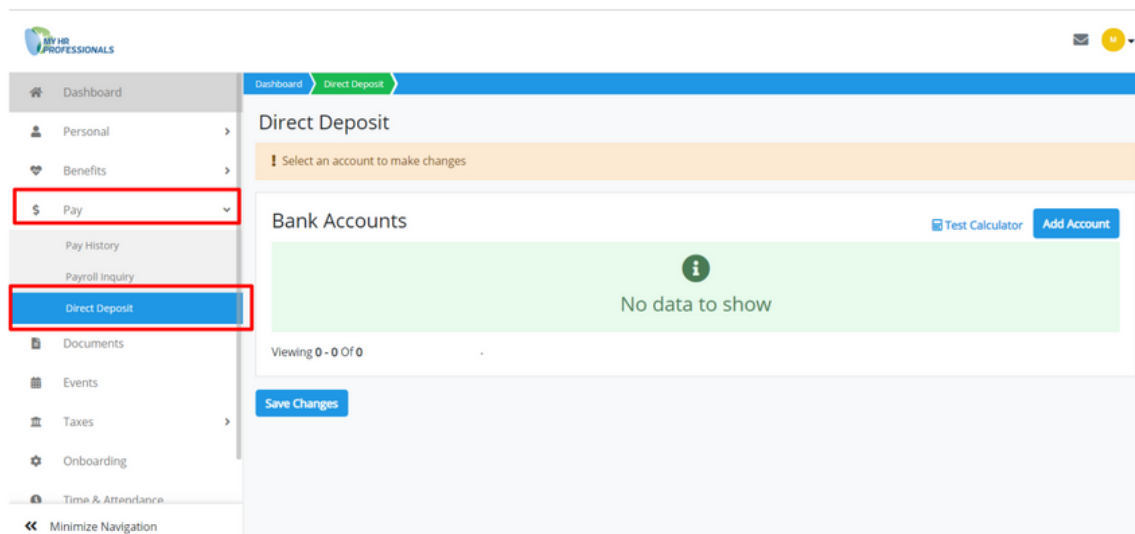 MY HR
PROFESSIONALS
M
Dashboard
Personal
Benefits
$ Pay
Pay History
Payroll Inquiry
Direct Deposit
Documents
Events
Taxes
Onboarding
Time & Attendance
Minimize Navigation
Dashboard Direct Deposit
Direct Deposit
! Select an account to make changes
Bank Accounts
Test Calculator Add Account
No data to show
Viewing 0 - 0 Of 0
Save Changes